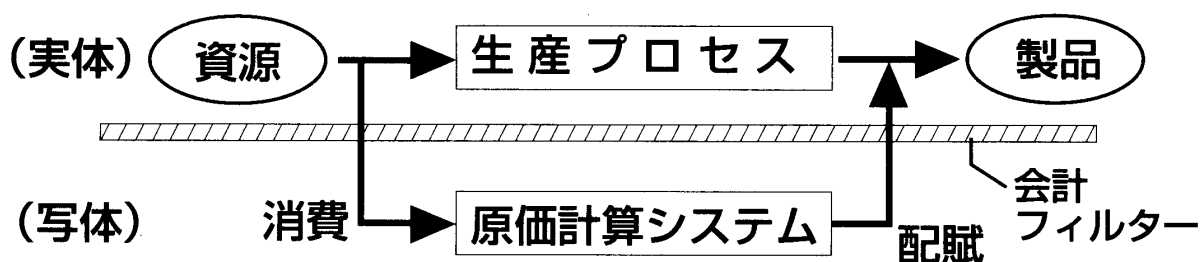 (実体)
資源
生産プロセス
製品
会計
フィルター
(写体)
消費
原価計算システム
配賦